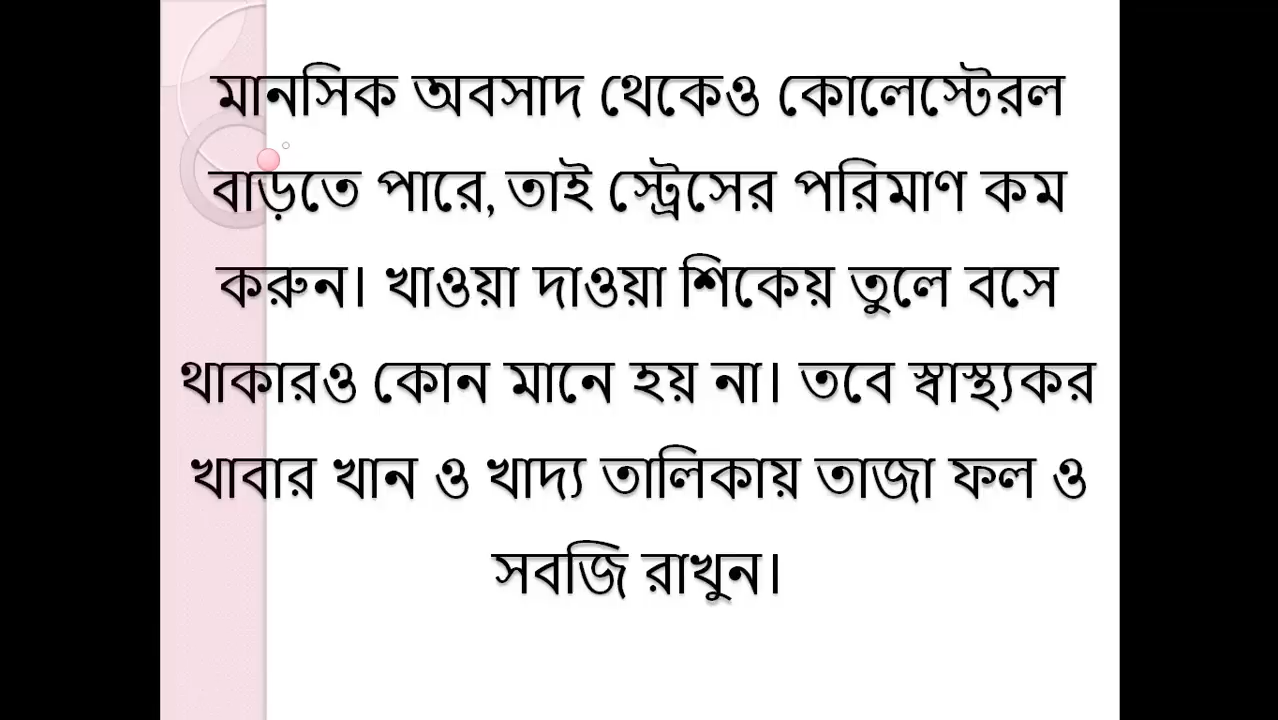 মানসিক অবসাদ থেকেও কোলেস্টেরল
বাড়তে পারে, তাই স্ট্রেসের পরিমাণ কম
করুন। খাওয়া দাওয়া শিকেয় তুলে বসে
থাকারও কোন মানে হয় না। তবে স্বাস্থ্যকর
খাবার খান ও খাদ্য তালিকায় তাজা ফল ও
সবজি রাখুন।